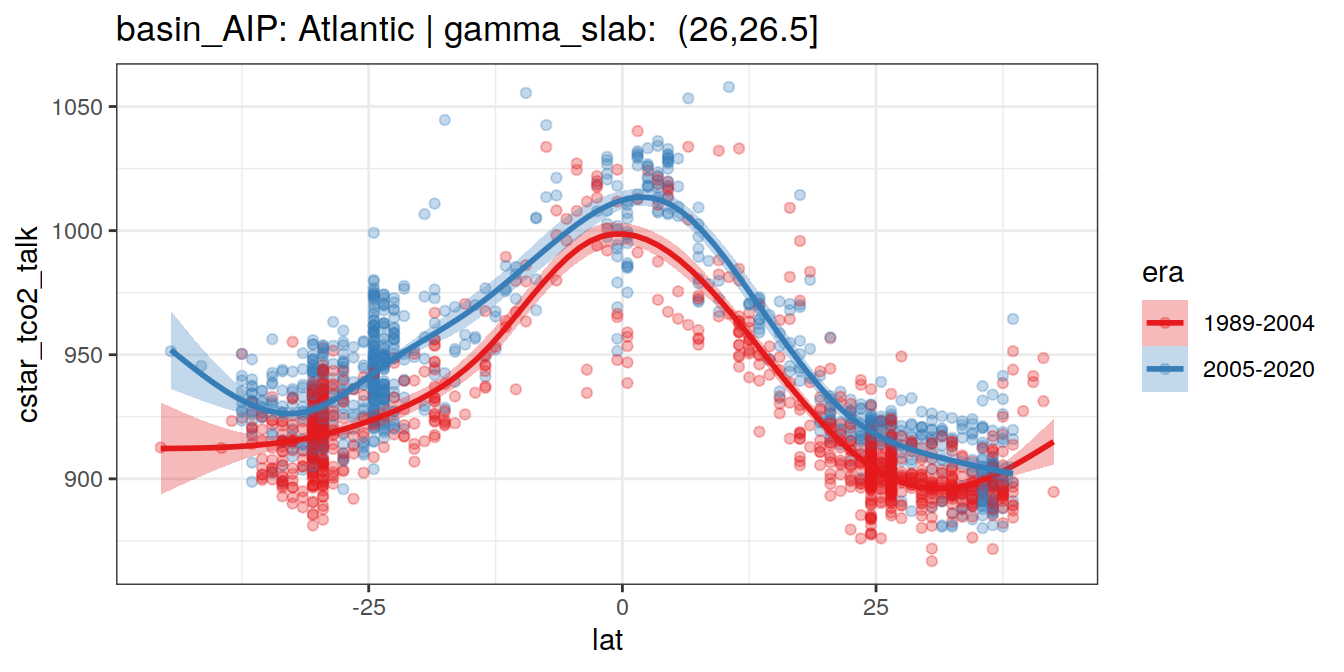 basin_AIP: Atlantic | gamma_slab:  (26,26.5]
1050
1000
950
900
cstar_tco2_talk
-25
0
25
lat
era
1989-2004
2005-2020